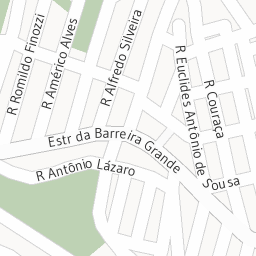 R Romildo Finozzi
R Américo Alves
R Alfredo Silveira
R Euclides Antônio de Sousa
R Couraça
Estr da Barreira Grande
R Antônio Lázaro